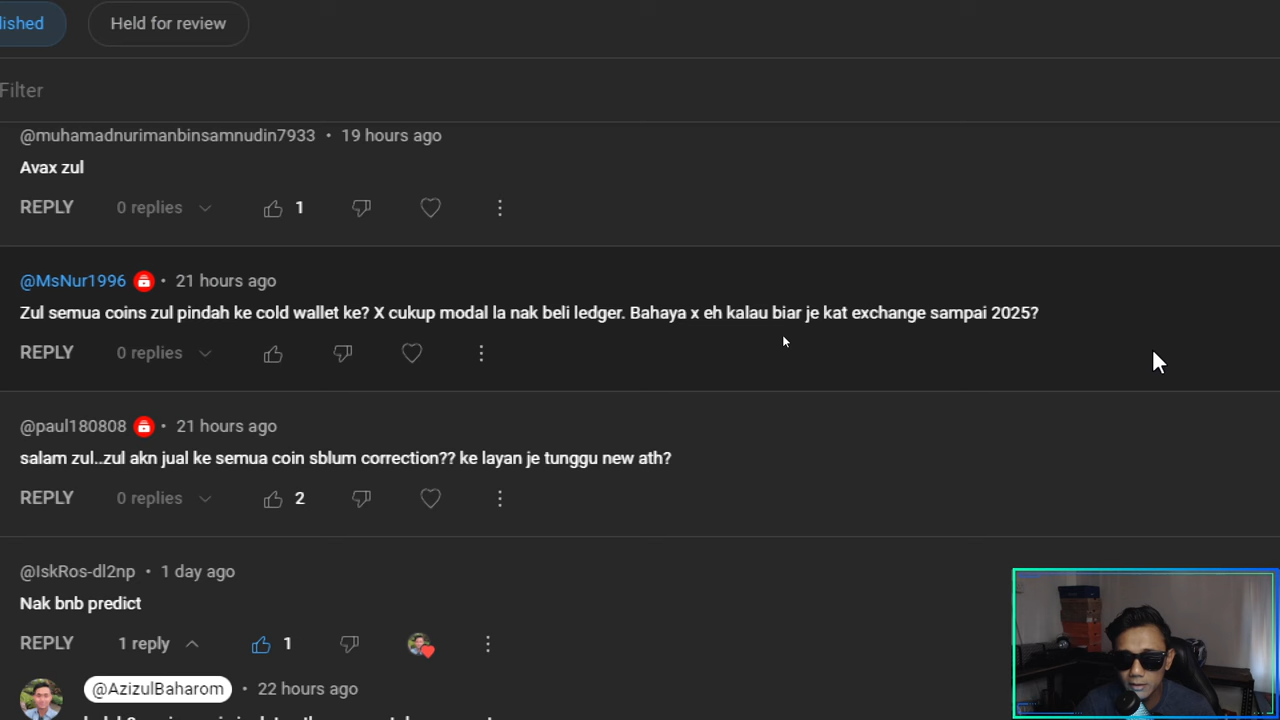 lished
Held for review
Filter
@muhamadnurimanbinsamnudin7933 • 19 hours ago
Avax zul
REPLY 0 replies 1
@MsNur1996 • 21 hours ago
Zul semua coins zul pindah ke cold wallet ke? X cukup modal la nak beli ledger. Bahaya x eh kalau biar je kat exchange sampai 2025?
REPLY 0 replies
@paul180808 • 21 hours ago
salam zul..zul akn jual ke semua coin sblum correction?? ke layan je tunggu new ath?
REPLY 0 replies 2
@IskRos-dl2np • 1 day ago
Nak bnb predict
REPLY 1 reply 1
@AzizulBaharom • 22 hours ago